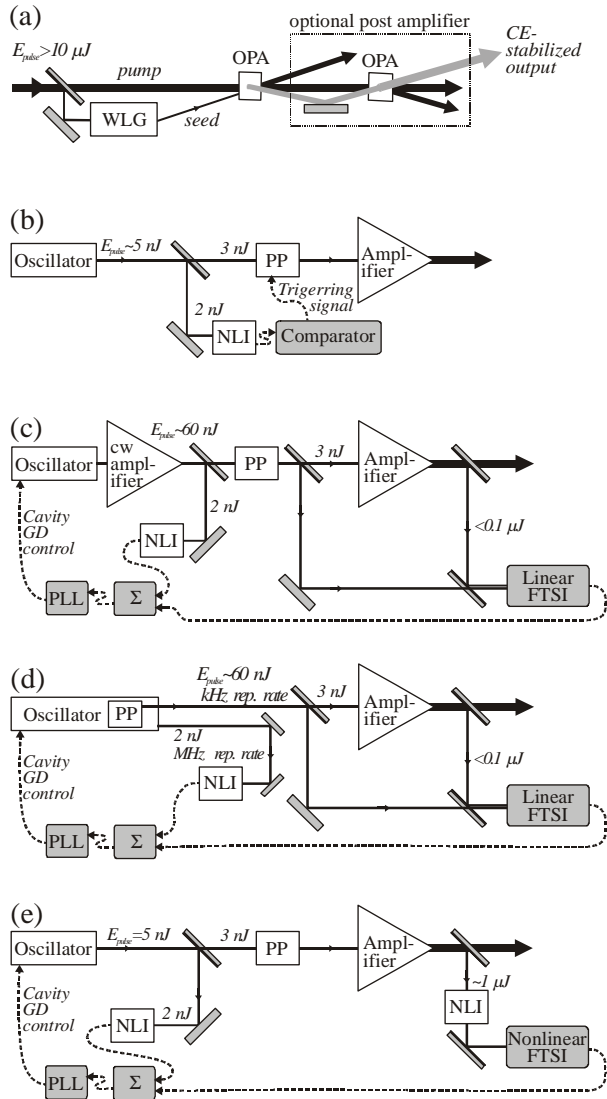 (a)
optional post amplifier
CE-
stabilized
output
E_pulse>10 μJ
pump
OPA
OPA
WLG
seed
(b)
Oscillator
E_pulse~5 nJ
3 nJ
PP
Ampl-
ifier
Trigerring
signal
2 nJ
NLI
Comparator
(c)
E_pulse~60 nJ
Oscillator
cw
ampl-
ifier
PP
3 nJ
Ampl-
ifier
2 nJ
Cavity
GD
control
NLI
<0.1 μJ
PLL
Σ
Linear
FTSI
(d)
E_pulse~60 nJ
kHz rep. rate
3 nJ
Oscillator
PP
Ampl-
ifier
2 nJ
MHz rep. rate
Cavity
GD
control
NLI
<0.1 μJ
PLL
Σ
Linear
FTSI
(e)
Oscillator
E_pulse=5 nJ
3 nJ
PP
Ampl-
ifier
Cavity
GD
control
2 nJ
NLI
~1 μJ
NLI
PLL
Σ
Nonlinear
FTSI